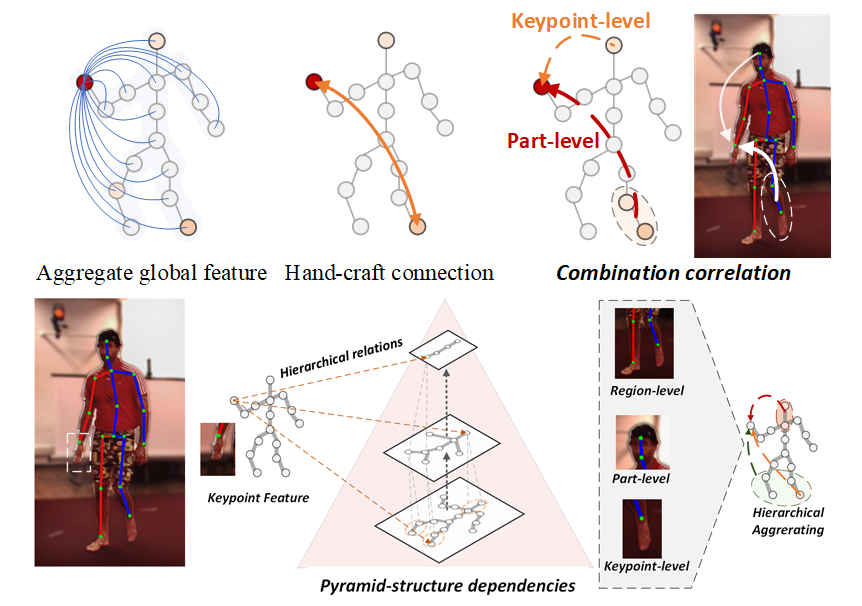 Keypoint-level
Part-level
Aggregate global feature
Hand-craft connection
Combination correlation
Hierarchical relations
Keypoint Feature
Pyramid-structure dependencies
Region-level
Part-level
Keypoint-level
Hierarchical
Aggrerating